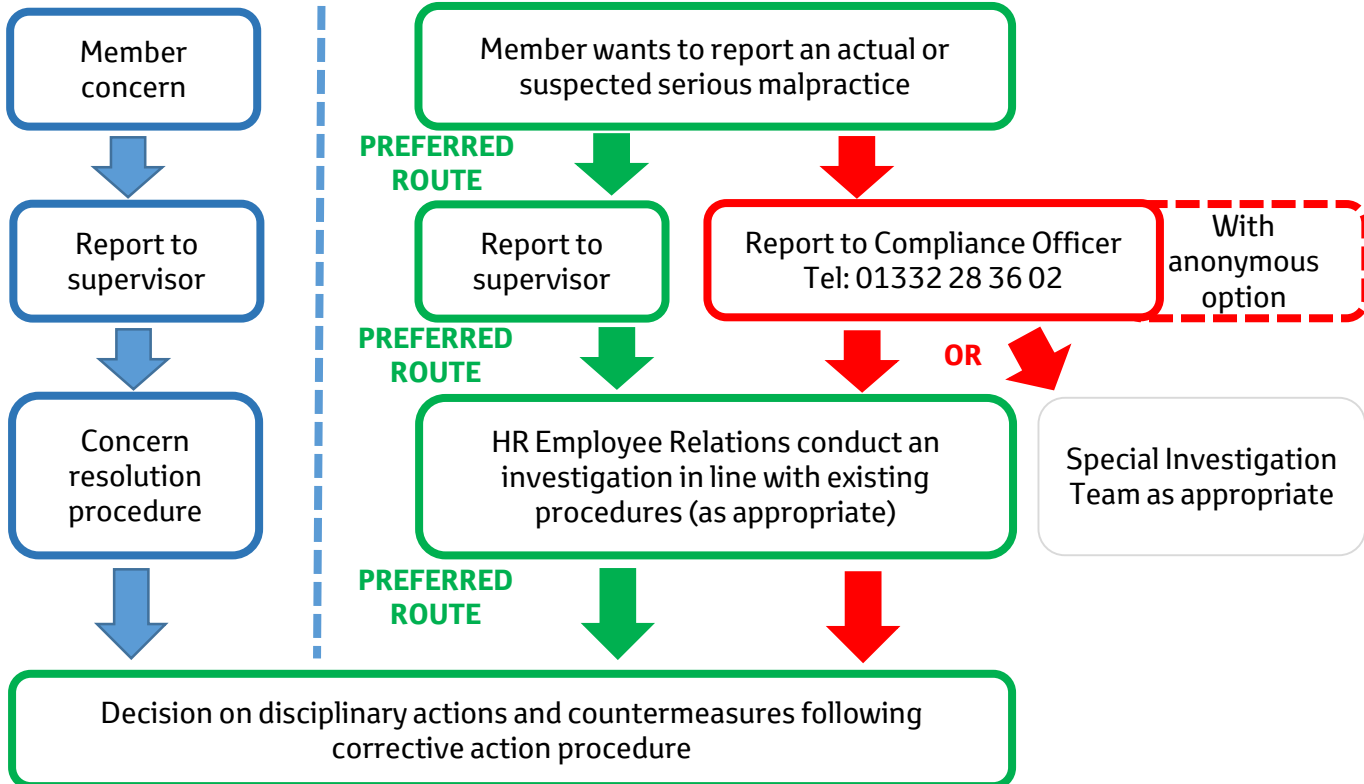 Member
concern
Member wants to report an actual or
suspected serious malpractice
PREFERRED
ROUTE
Report to
supervisor
Report to
supervisor
Report to Compliance Officer
Tel: 01332 28 36 02
With
anonymous
option
PREFERRED
ROUTE
OR
Concern
resolution
procedure
HR Employee Relations conduct an
investigation in line with existing
procedures (as appropriate)
Special Investigation
Team as appropriate
PREFERRED
ROUTE
Decision on disciplinary actions and countermeasures following
corrective action procedure